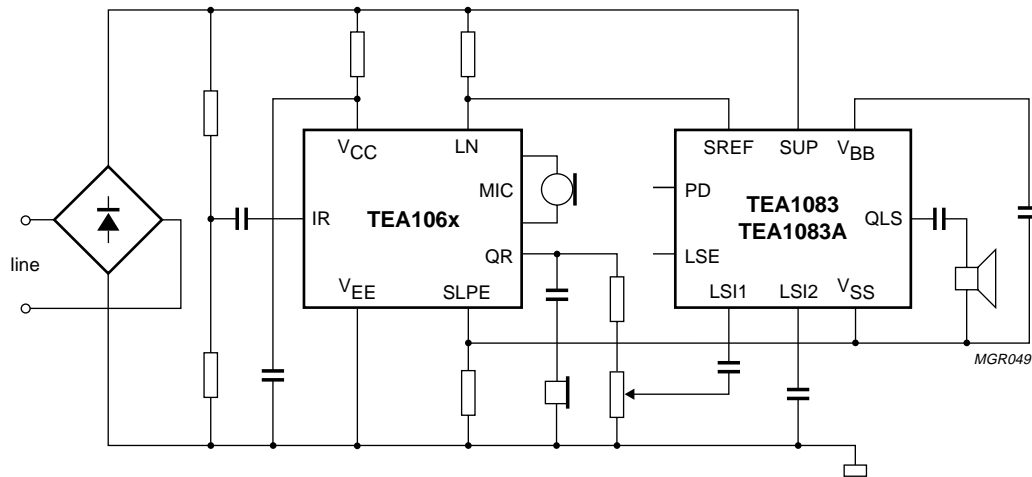 line
VCC
LN
MIC
IR
TEA106x
QR
VEE
SLPE
SREF
SUP
VBB
PD
TEA1083
TEA1083A
QLS
LSE
LSI1
LSI2
VSS
MGR049